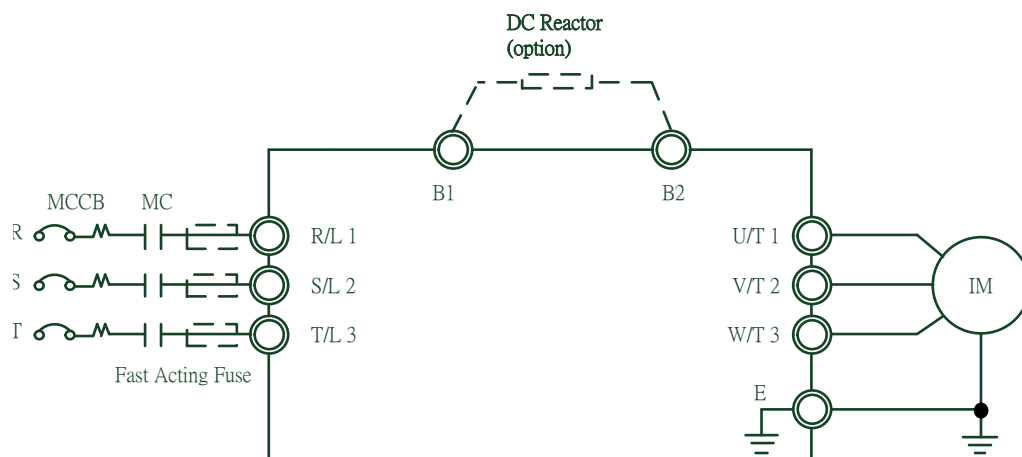 DC Reactor
(option)
B1
B2
MCCB
MC
R
R/L 1
U/T 1
S
S/L 2
V/T 2
IM
T
T/L 3
W/T 3
Fast Acting Fuse
E